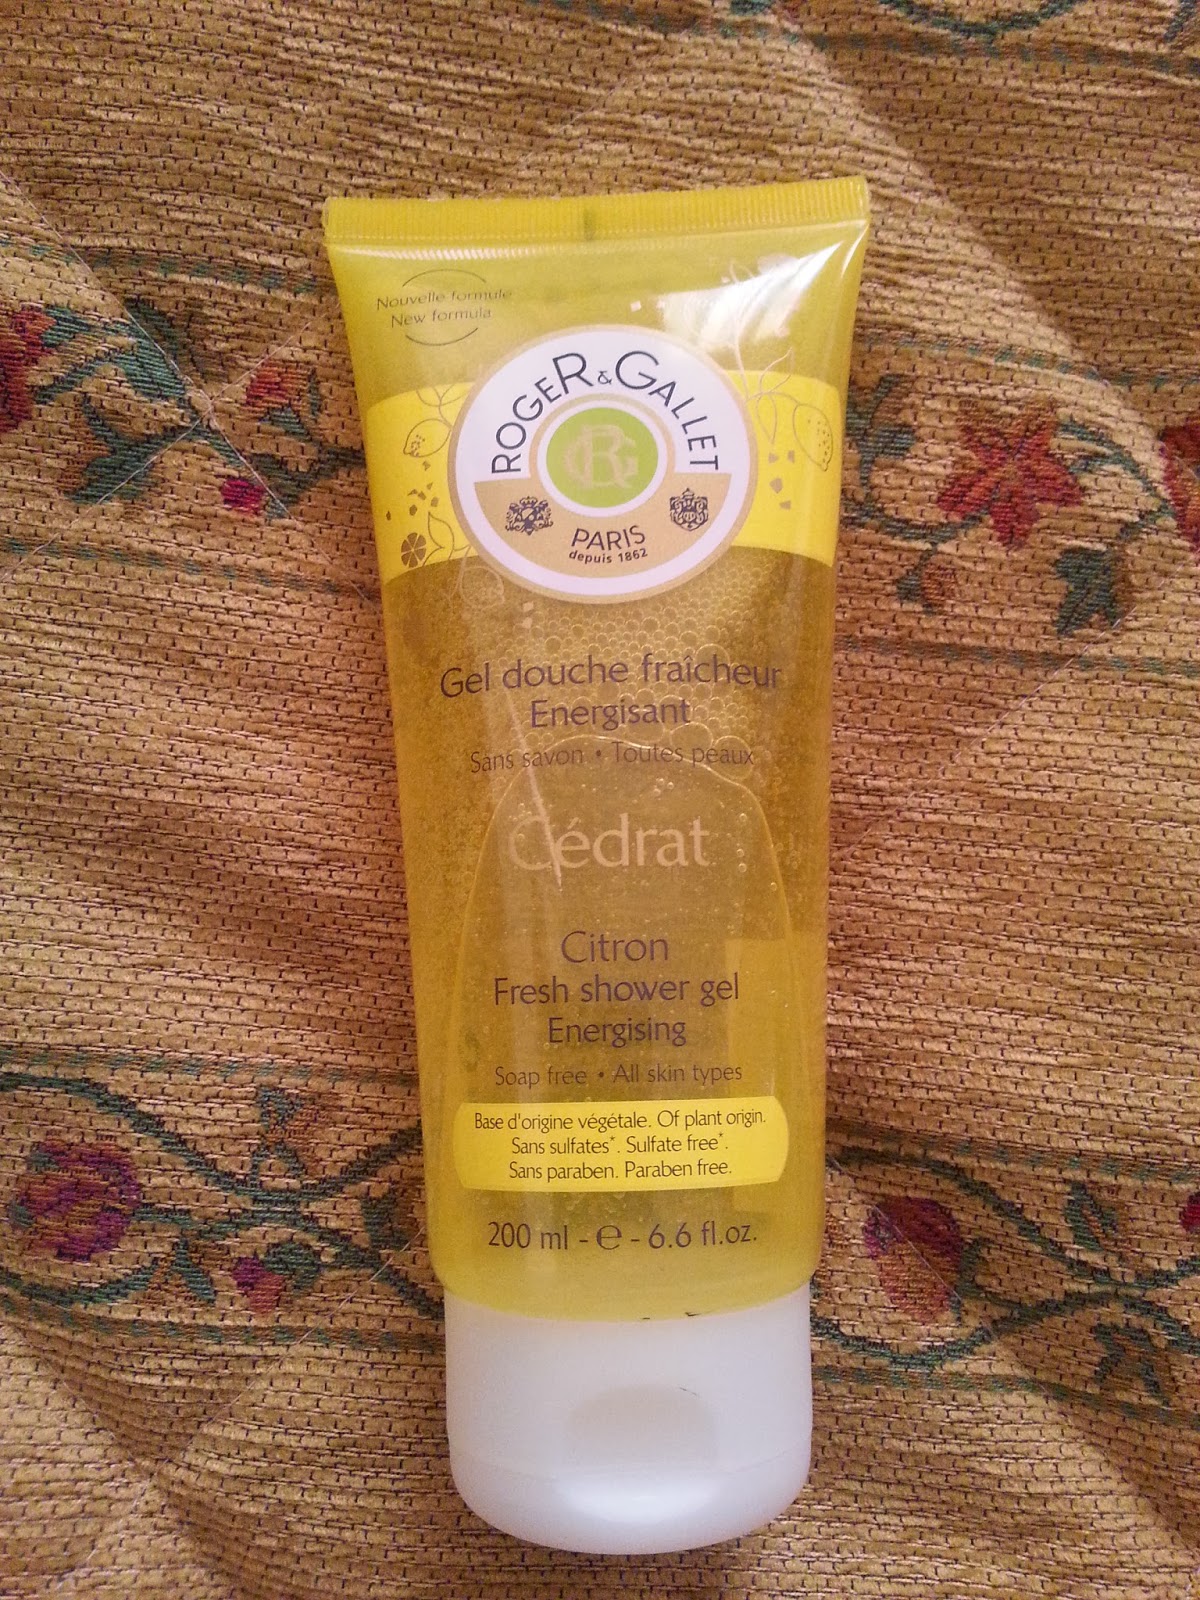 Nouvelle formule
New formula
ROGER & GALLET
RG
PARIS
depuis 1862
Gel douche fraîcheur
Energisant
Sans savon • Toutes peaux
Cédrat
Citron
Fresh shower gel
Energising
Soap free • All skin types
Base d'origine végétale. Of plant origin.
Sans sulfates*. Sulfate free*.
Sans paraben. Paraben free.
200 ml - ℮ - 6.6 fl.oz.